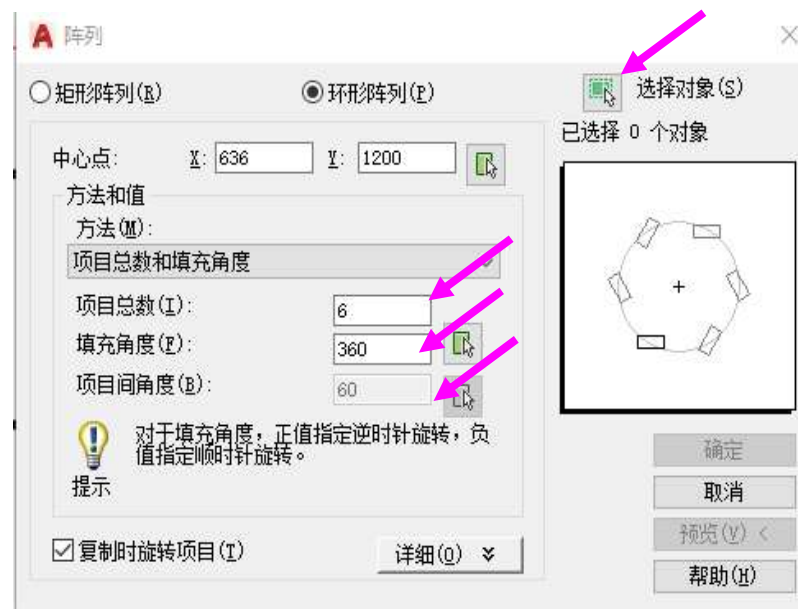 A 阵列
矩形阵列(R)
环形阵列(P)
选择对象(S)
已选择 0 个对象
中心点: X: 636 Y: 1200
方法和值
方法(M):
项目总数和填充角度
项目总数(I): 6
填充角度(F): 360
项目间角度(B): 60
对于填充角度，正值指定逆时针旋转，负
值指定顺时针旋转。
提示
复制时旋转项目(T)
详细(O)
确定
取消
预览(V) <
帮助(H)